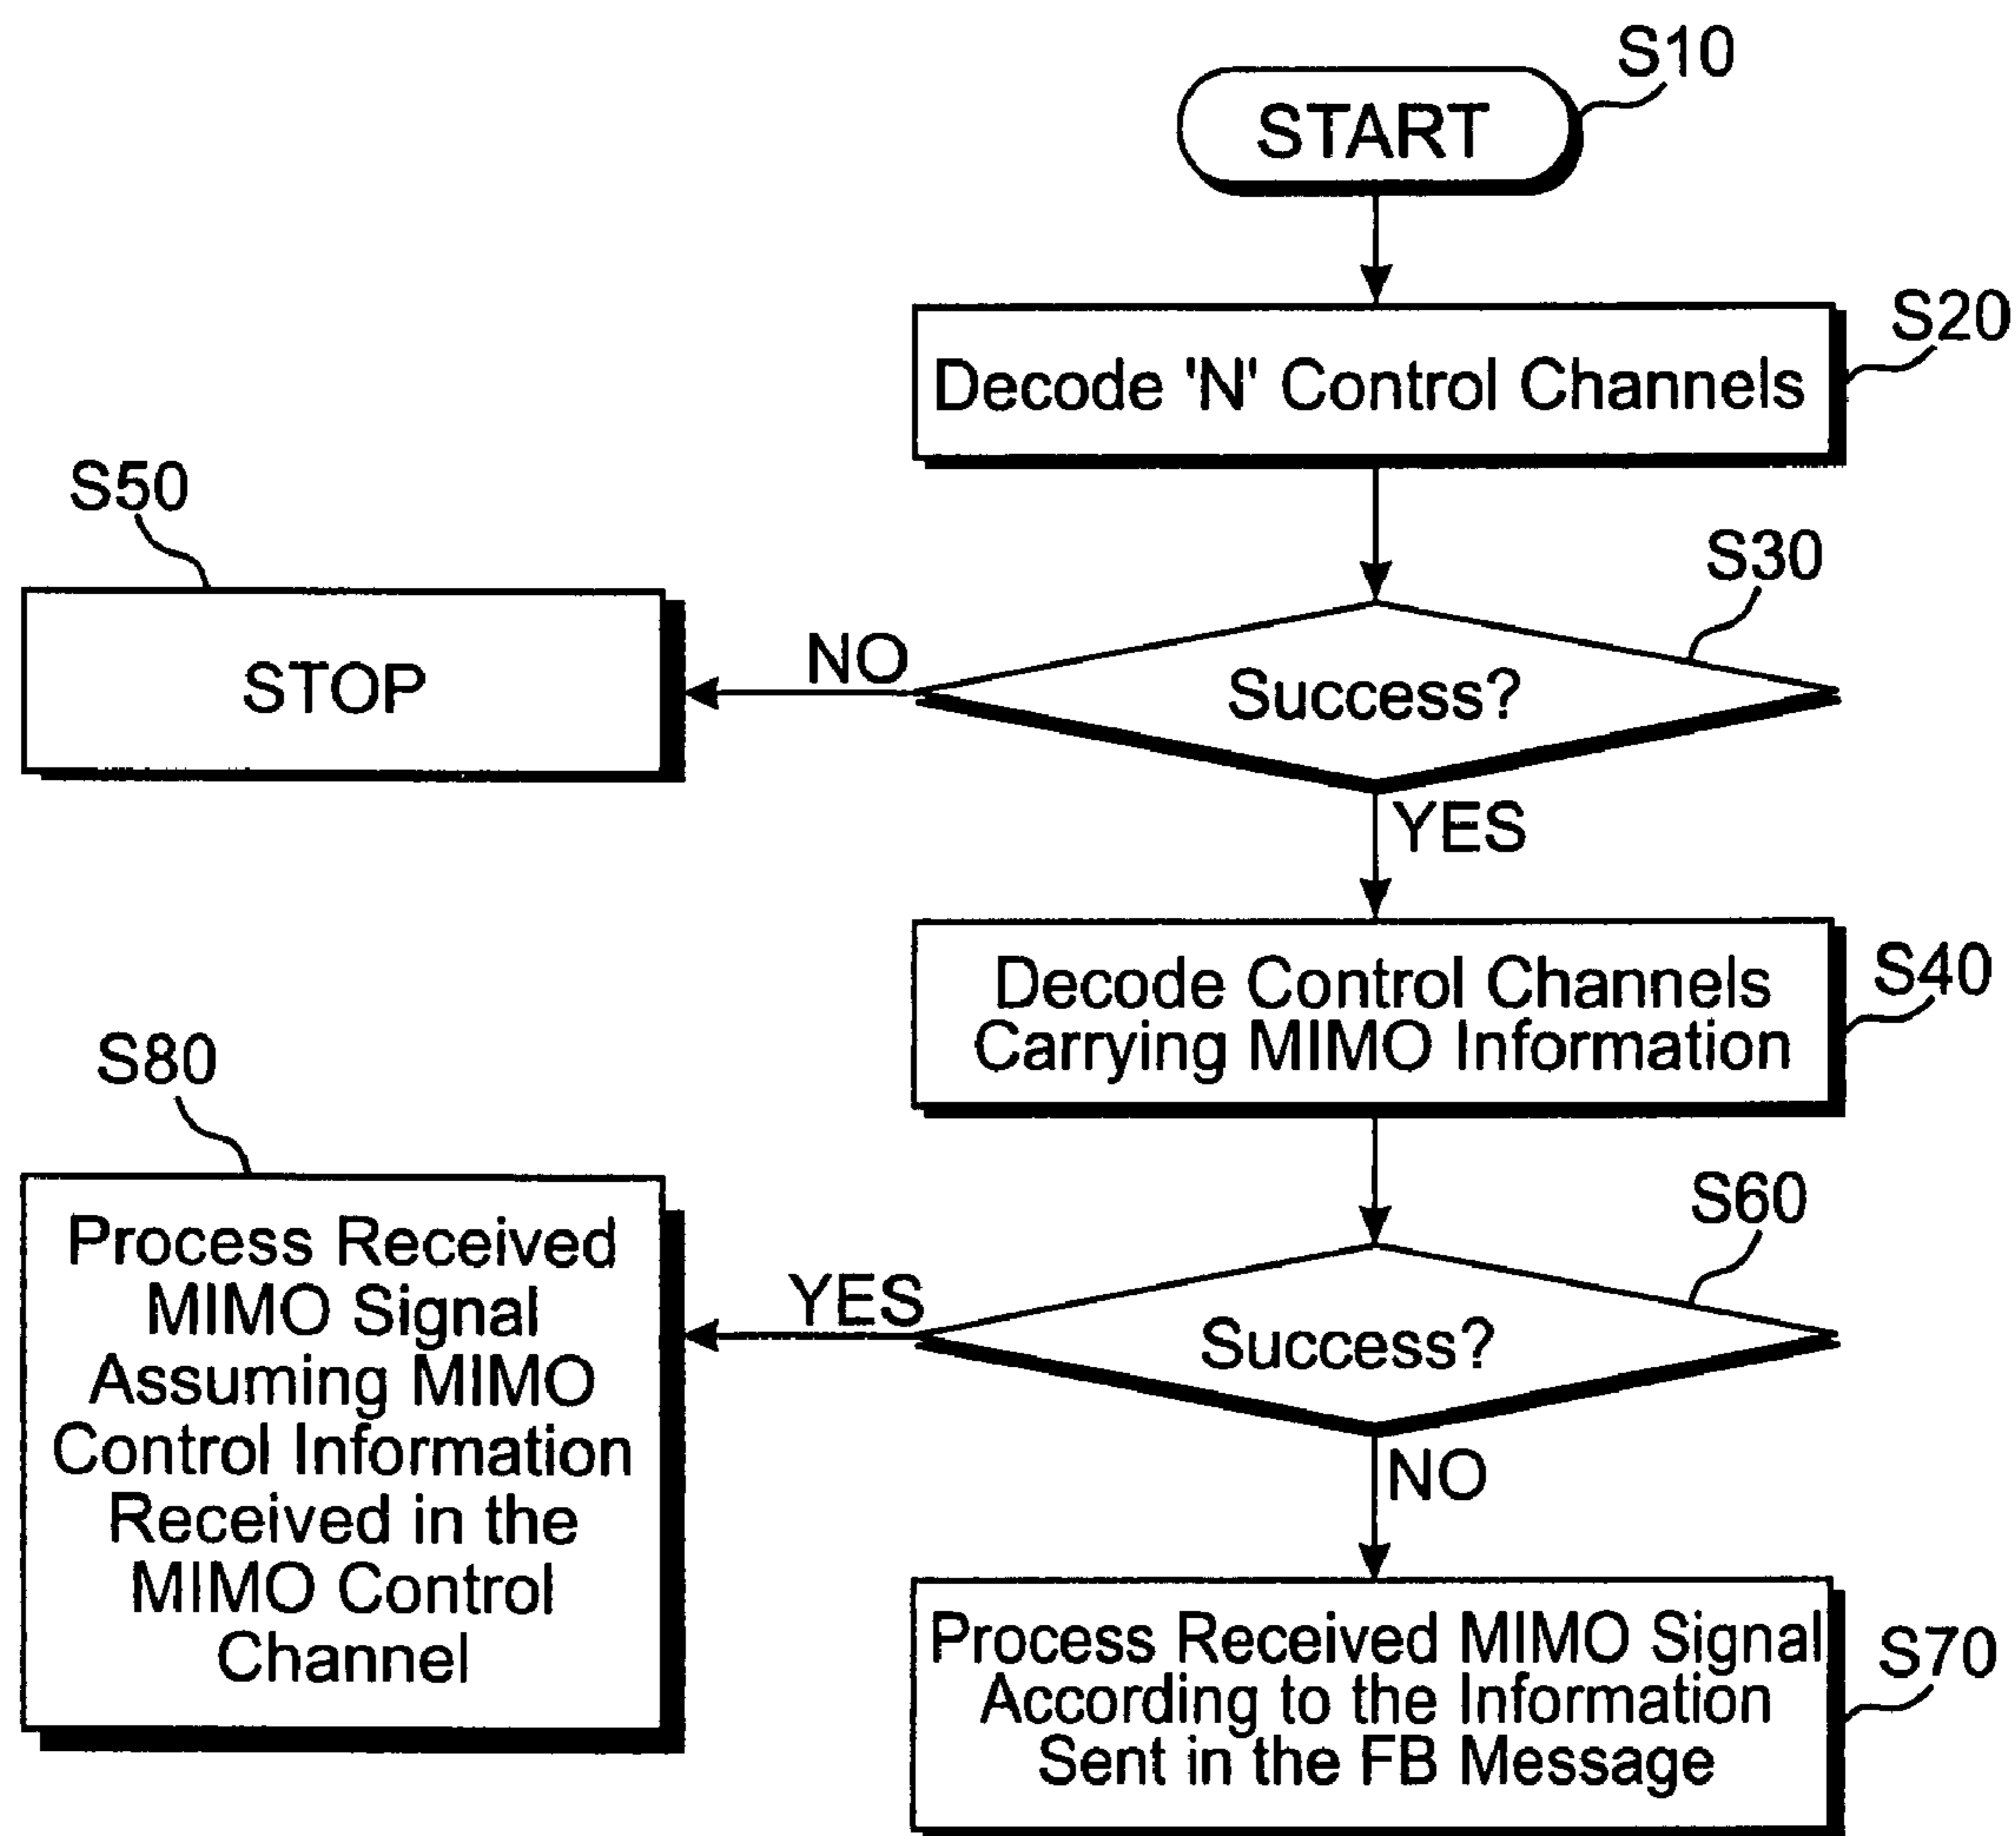 S10
START
S20
Decode 'N' Control Channels
S50
S30
STOP
NO
Success?
YES
S40
Decode Control Channels
Carrying MIMO Information
S80
S60
Process Received
MIMO Signal
Assuming MIMO
Control Information
Received in the
MIMO Control
Channel
YES
Success?
NO
S70
Process Received MIMO Signal
According to the Information
Sent in the FB Message